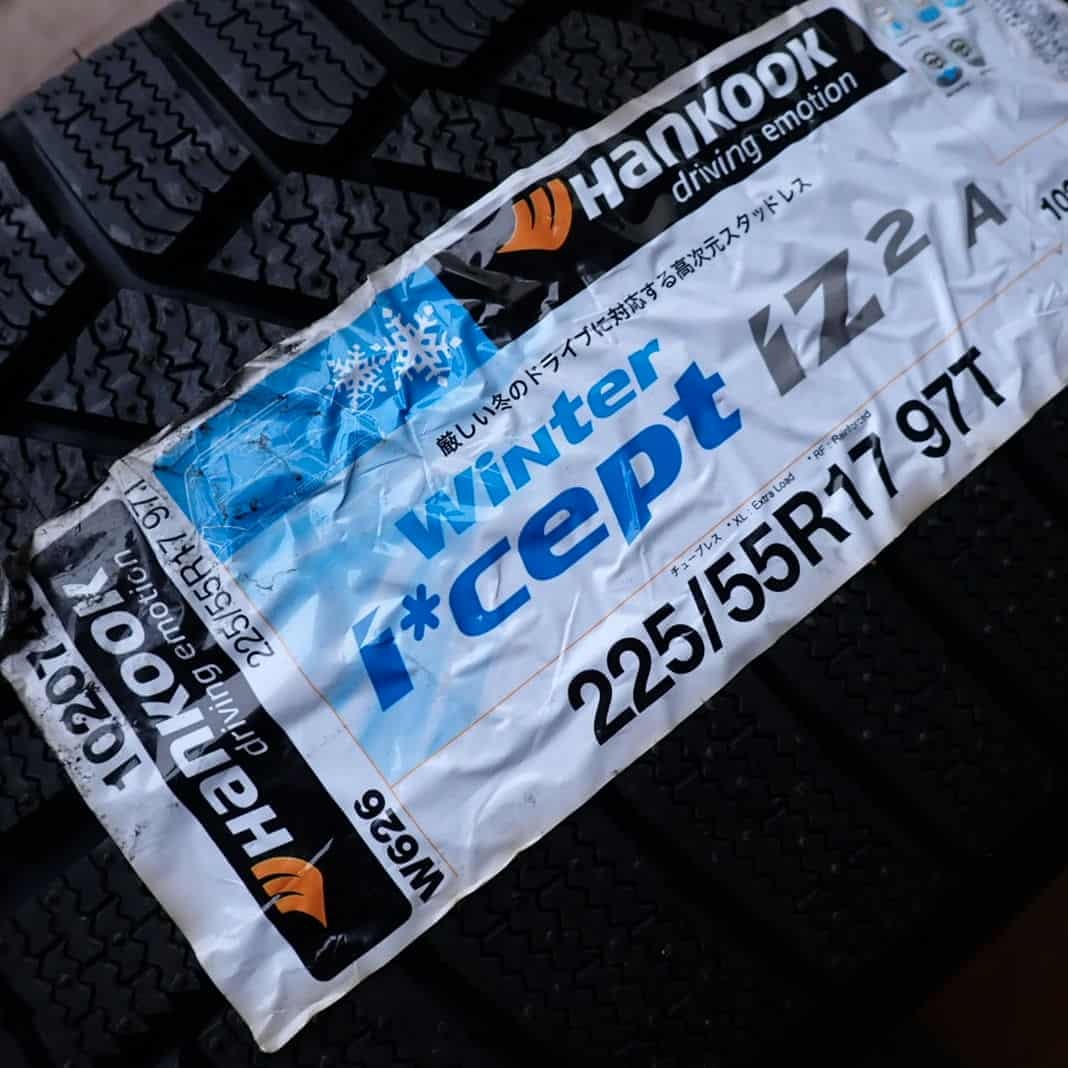 Hankook
driving emotion
厳しい冬のドライブに対応する高次元スタッドレス
Winter
i*cept iZ2 A
チューブレス *XL : Extra Load *RF : Reinforced
225/55R17 97T
W626
Hankook
driving emotion
225/55R17 97